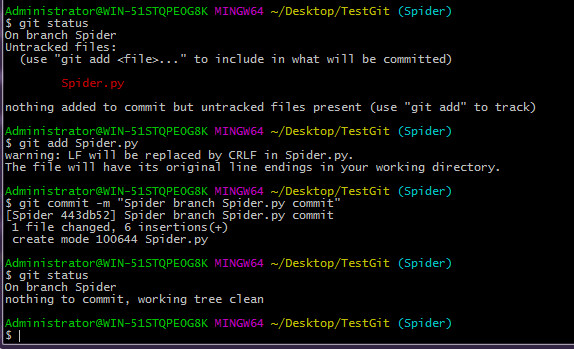 Administrator@WIN-51STQPEOG8K MINGW64 ~/Desktop/TestGit (Spider)
$ git status
On branch Spider
Untracked files:
  (use "git add <file>..." to include in what will be committed)
        Spider.py
nothing added to commit but untracked files present (use "git add" to track)
Administrator@WIN-51STQPEOG8K MINGW64 ~/Desktop/TestGit (Spider)
$ git add Spider.py
warning: LF will be replaced by CRLF in Spider.py.
The file will have its original line endings in your working directory.
Administrator@WIN-51STQPEOG8K MINGW64 ~/Desktop/TestGit (Spider)
$ git commit -m "Spider branch Spider.py commit"
[Spider 443db52] Spider branch Spider.py commit
 1 file changed, 6 insertions(+)
 create mode 100644 Spider.py
Administrator@WIN-51STQPEOG8K MINGW64 ~/Desktop/TestGit (Spider)
$ git status
On branch Spider
nothing to commit, working tree clean
Administrator@WIN-51STQPEOG8K MINGW64 ~/Desktop/TestGit (Spider)
$